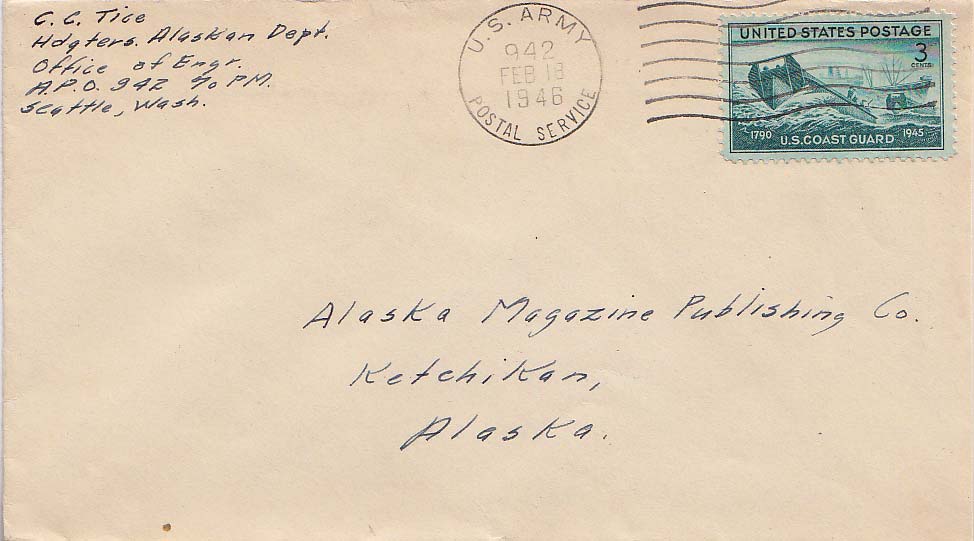 C. C. Tice
Hdqters. Alaskan Dept.
Office of Engr.
A.P.O. 942 c/o P.M.
Seattle, Wash.
U.S. ARMY
942
FEB 18
1946
POSTAL SERVICE
UNITED STATES POSTAGE
3
CENTS
1790
1945
U.S. COAST GUARD
Alaska Magazine Publishing Co.
Ketchikan,
Alaska.